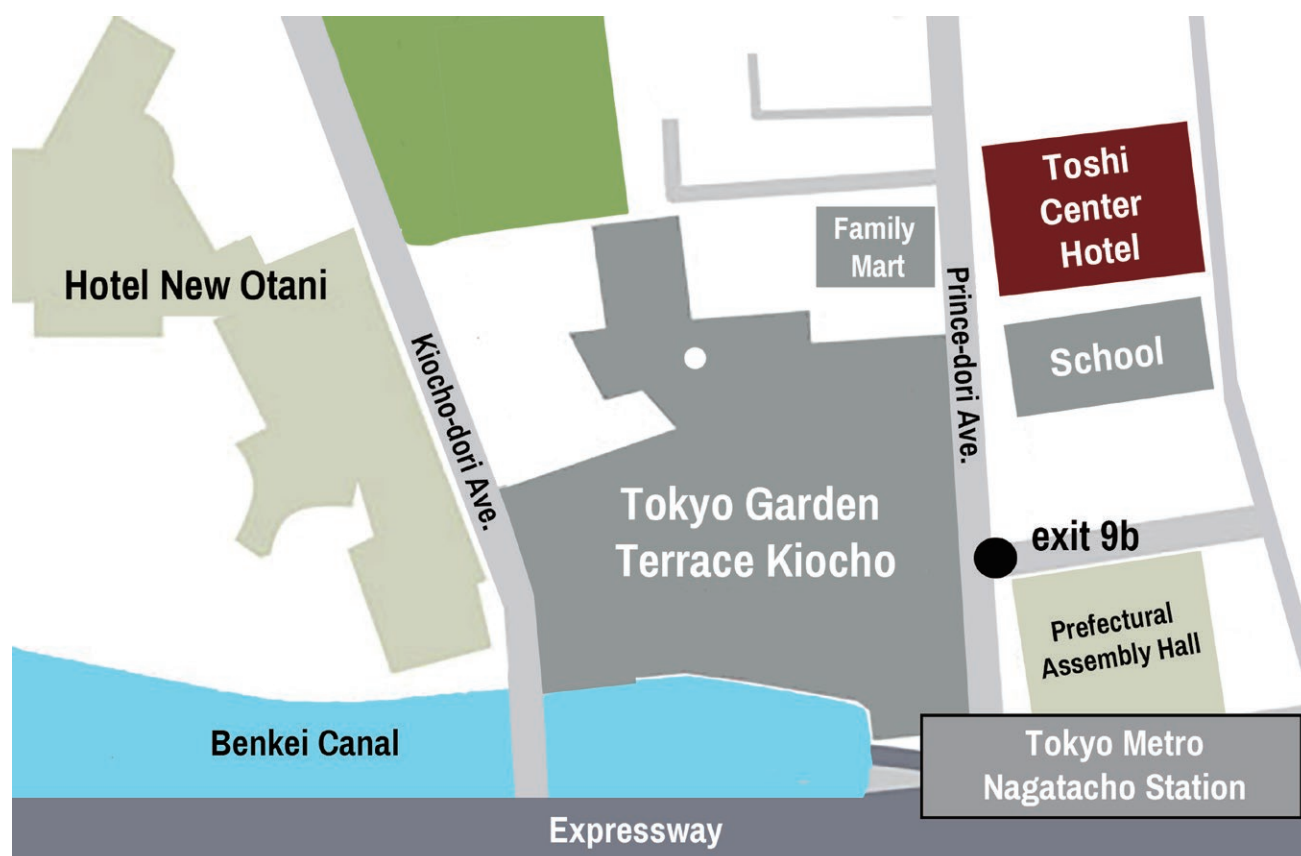 Toshi
Center
Hotel
Family
Mart
Hotel New Otani
Prince-dori Ave.
School
Kiocho-dori Ave.
Tokyo Garden
Terrace Kiocho
exit 9b
Prefectural
Assembly Hall
Benkei Canal
Tokyo Metro
Nagatacho Station
Expressway